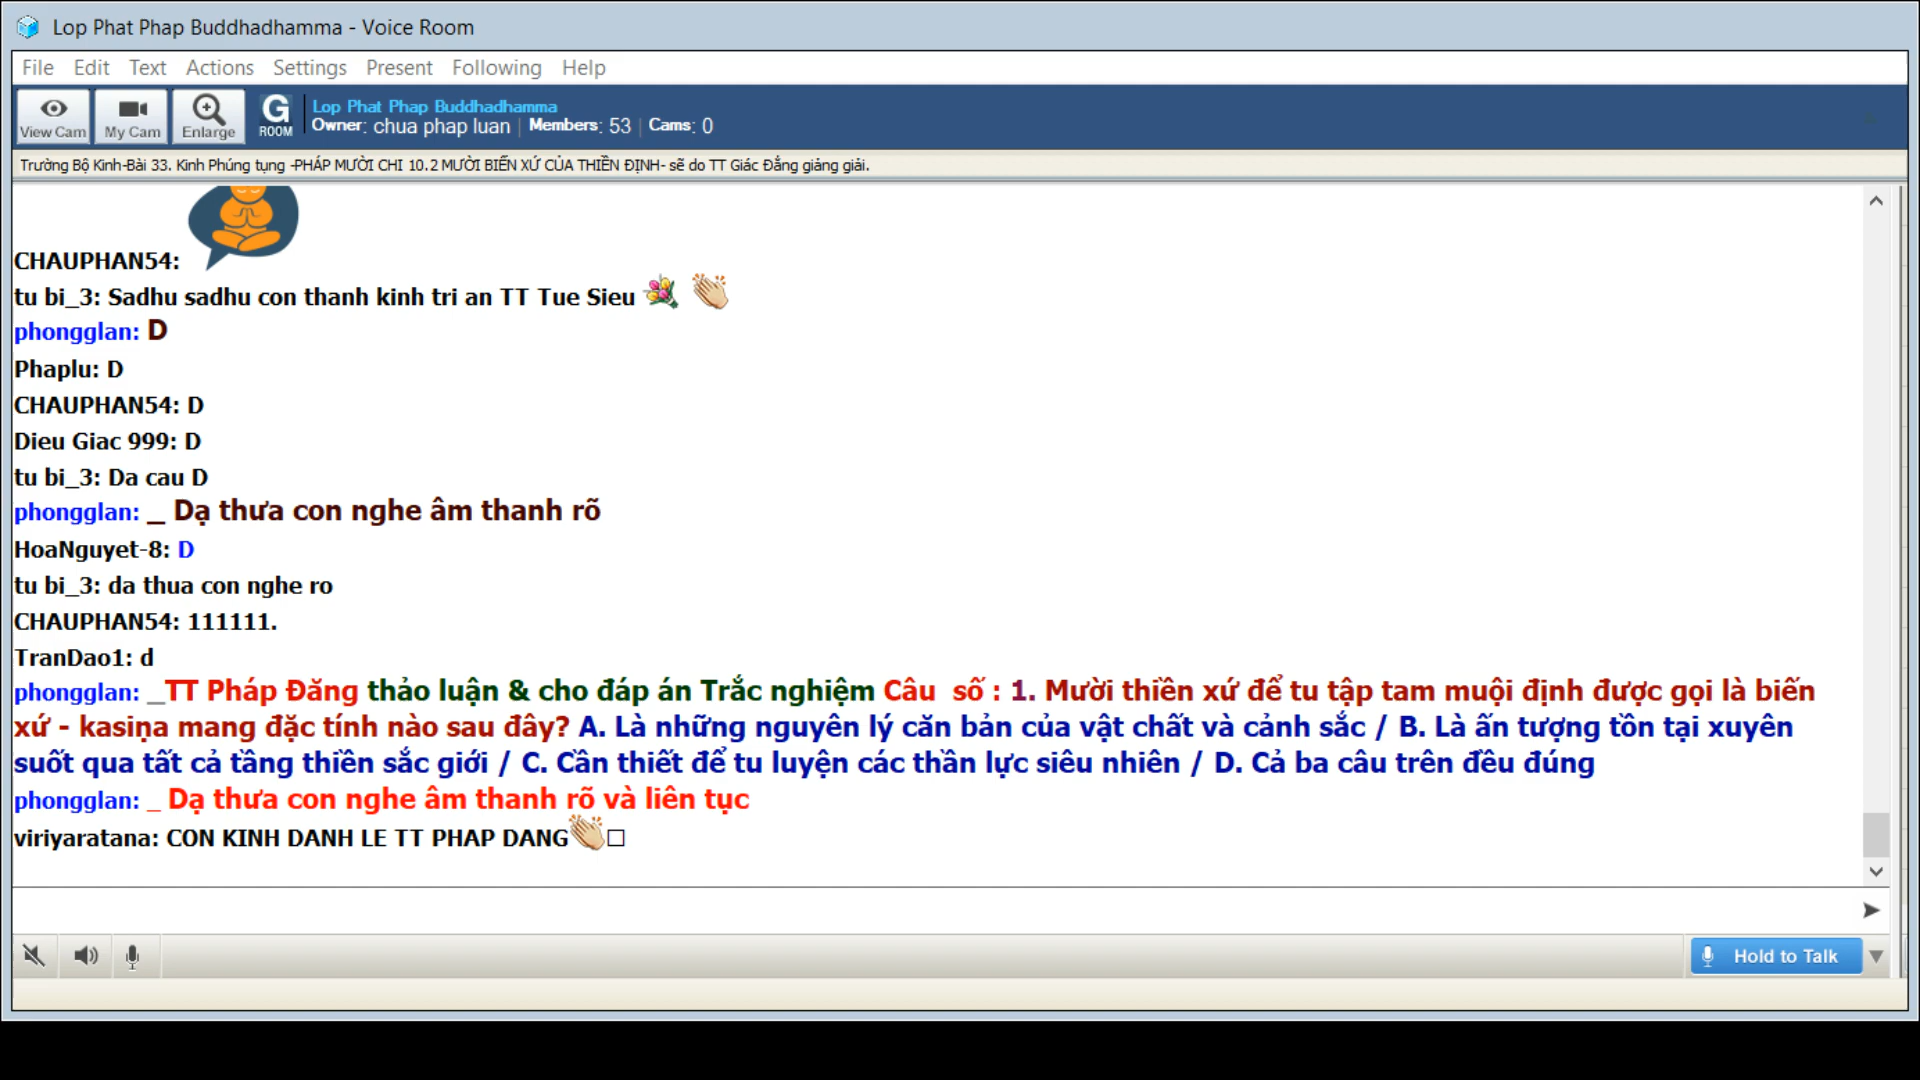 Lop Phat Phap Buddhadhamma - Voice Room
File Edit Text Actions Settings Present Following Help
View Cam My Cam Enlarge G ROOM
Lop Phat Phap Buddhadhamma
Owner: chua phap luan | Members: 53 | Cams: 0
Trường Bộ Kinh-Bài 33. Kinh Phúng tụng -PHÁP MƯỜI CHI 10.2 MƯỜI BIẾN XỨ CỦA THIỀN ĐỊNH- sẽ do TT Giác Đẳng giảng giải.
CHAUPHAN54:
tu bi_3: Sadhu sadhu con thanh kinh tri an TT Tue Sieu
phongglan: D
Phaplu: D
CHAUPHAN54: D
Dieu Giac 999: D
tu bi_3: Da cau D
phongglan: _ Dạ thưa con nghe âm thanh rõ
HoaNguyet-8: D
tu bi_3: da thua con nghe ro
CHAUPHAN54: 111111.
TranDao1: d
phongglan: _TT Pháp Đăng thảo luận & cho đáp án Trắc nghiệm Câu số : 1. Mười thiền xứ để tu tập tam muội định được gọi là biến
xứ - kasiṇa mang đặc tính nào sau đây? A. Là những nguyên lý căn bản của vật chất và cảnh sắc / B. Là ấn tượng tồn tại xuyên
suốt qua tất cả tầng thiền sắc giới / C. Cần thiết để tu luyện các thần lực siêu nhiên / D. Cả ba câu trên đều đúng
phongglan: _ Dạ thưa con nghe âm thanh rõ và liên tục
viriyaratana: CON KINH DANH LE TT PHAP DANG
Hold to Talk